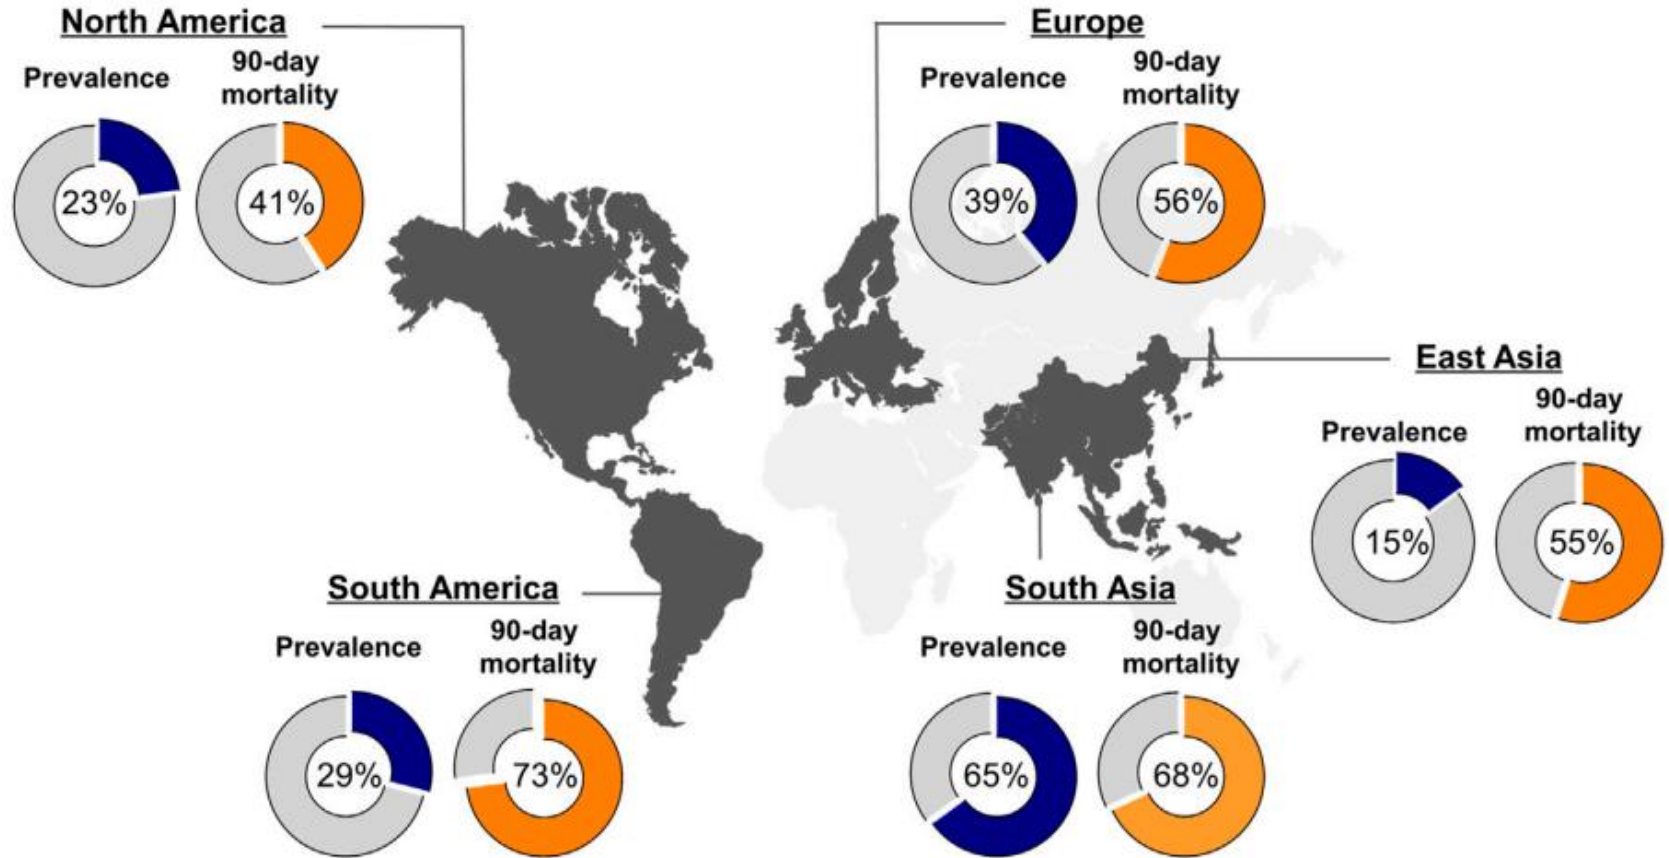 North America
Prevalence
90-day
mortality
23%
41%
Europe
Prevalence
90-day
mortality
39%
56%
East Asia
Prevalence
90-day
mortality
15%
55%
South America
Prevalence
90-day
mortality
29%
73%
South Asia
Prevalence
90-day
mortality
65%
68%